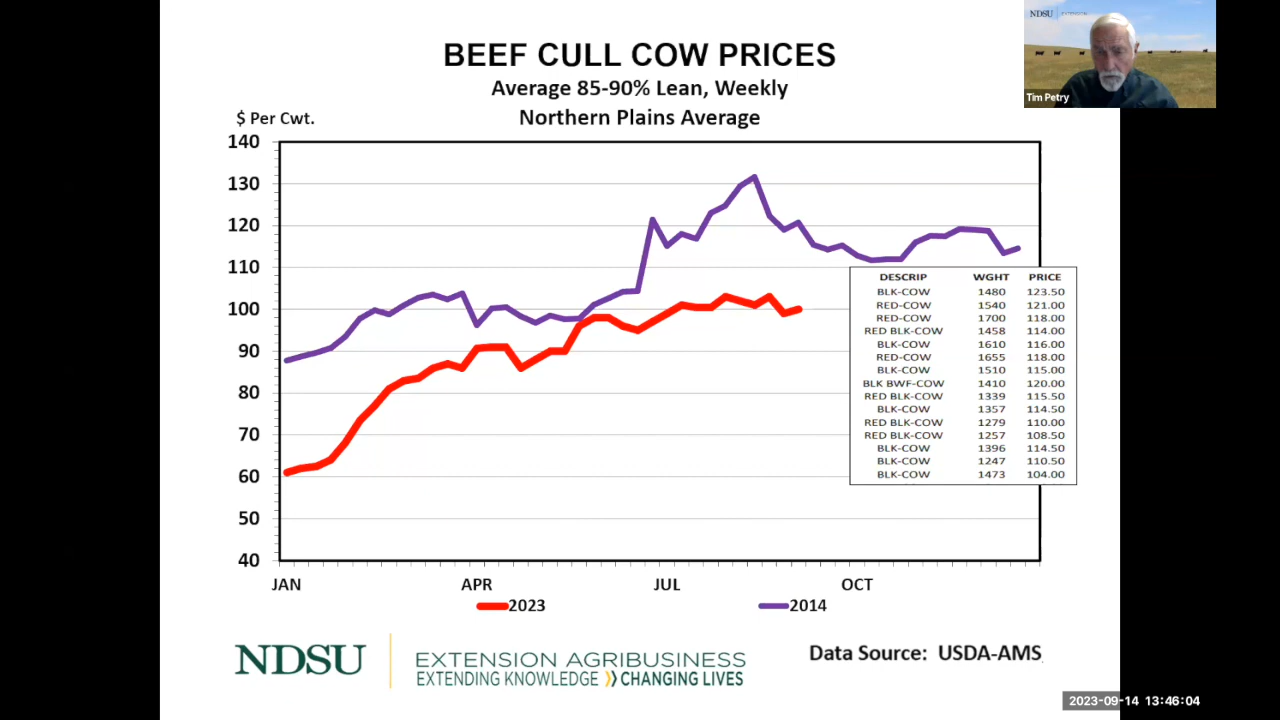 NDSU EXTENSION
Tim Petry
BEEF CULL COW PRICES
Average 85-90% Lean, Weekly
Northern Plains Average
$ Per Cwt.
140
130
120
110
100
90
80
70
60
50
40
DESCRIP WGHT PRICE
BLK-COW 1480 123.50
RED-COW 1540 121.00
RED-COW 1700 118.00
RED BLK-COW 1458 114.00
BLK-COW 1610 116.00
RED-COW 1655 118.00
BLK-COW 1510 115.00
BLK BWF-COW 1410 120.00
RED BLK-COW 1339 115.50
BLK-COW 1357 114.50
RED BLK-COW 1279 110.00
RED BLK-COW 1257 108.50
BLK-COW 1396 114.50
BLK-COW 1247 110.50
BLK-COW 1473 104.00
JAN APR JUL OCT
2023 2014
NDSU EXTENSION AGRIBUSINESS
EXTENDING KNOWLEDGE CHANGING LIVES
Data Source: USDA-AMS
2023-09-14 13:46:04